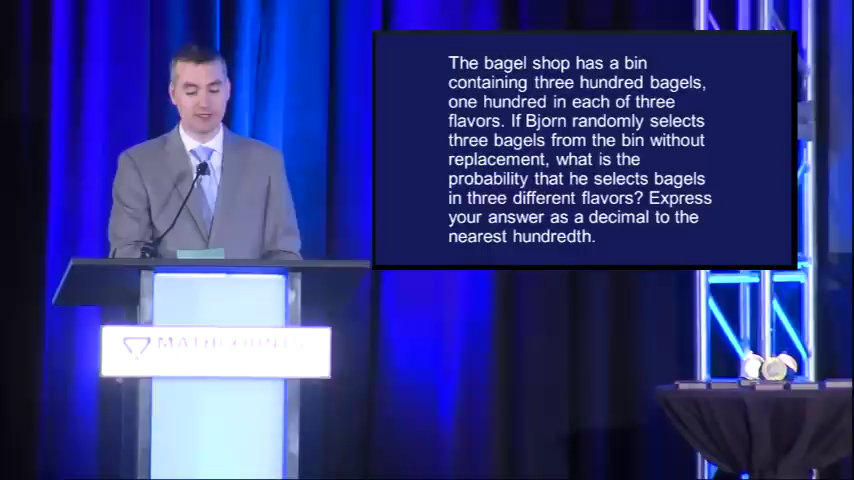 The bagel shop has a bin
containing three hundred bagels,
one hundred in each of three
flavors. If Bjorn randomly selects
three bagels from the bin without
replacement, what is the
probability that he selects bagels
in three different flavors? Express
your answer as a decimal to the
nearest hundredth.
MATHCOUNTS